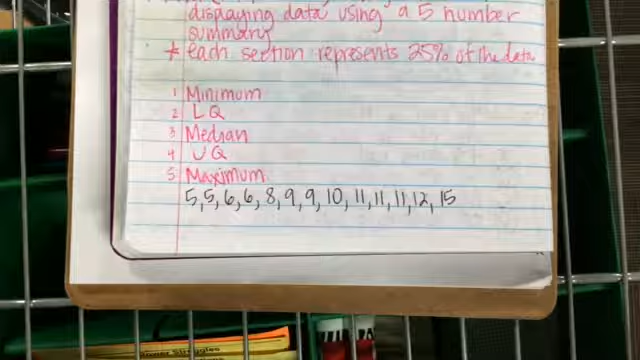 displaying data using a 5 number
summary
* each section represents 25% of the data
1 Minimum
2 LQ
3 Median
4 UQ
5 Maximum
5,5,6,6,8,9,9,10,11,11,11,12,15